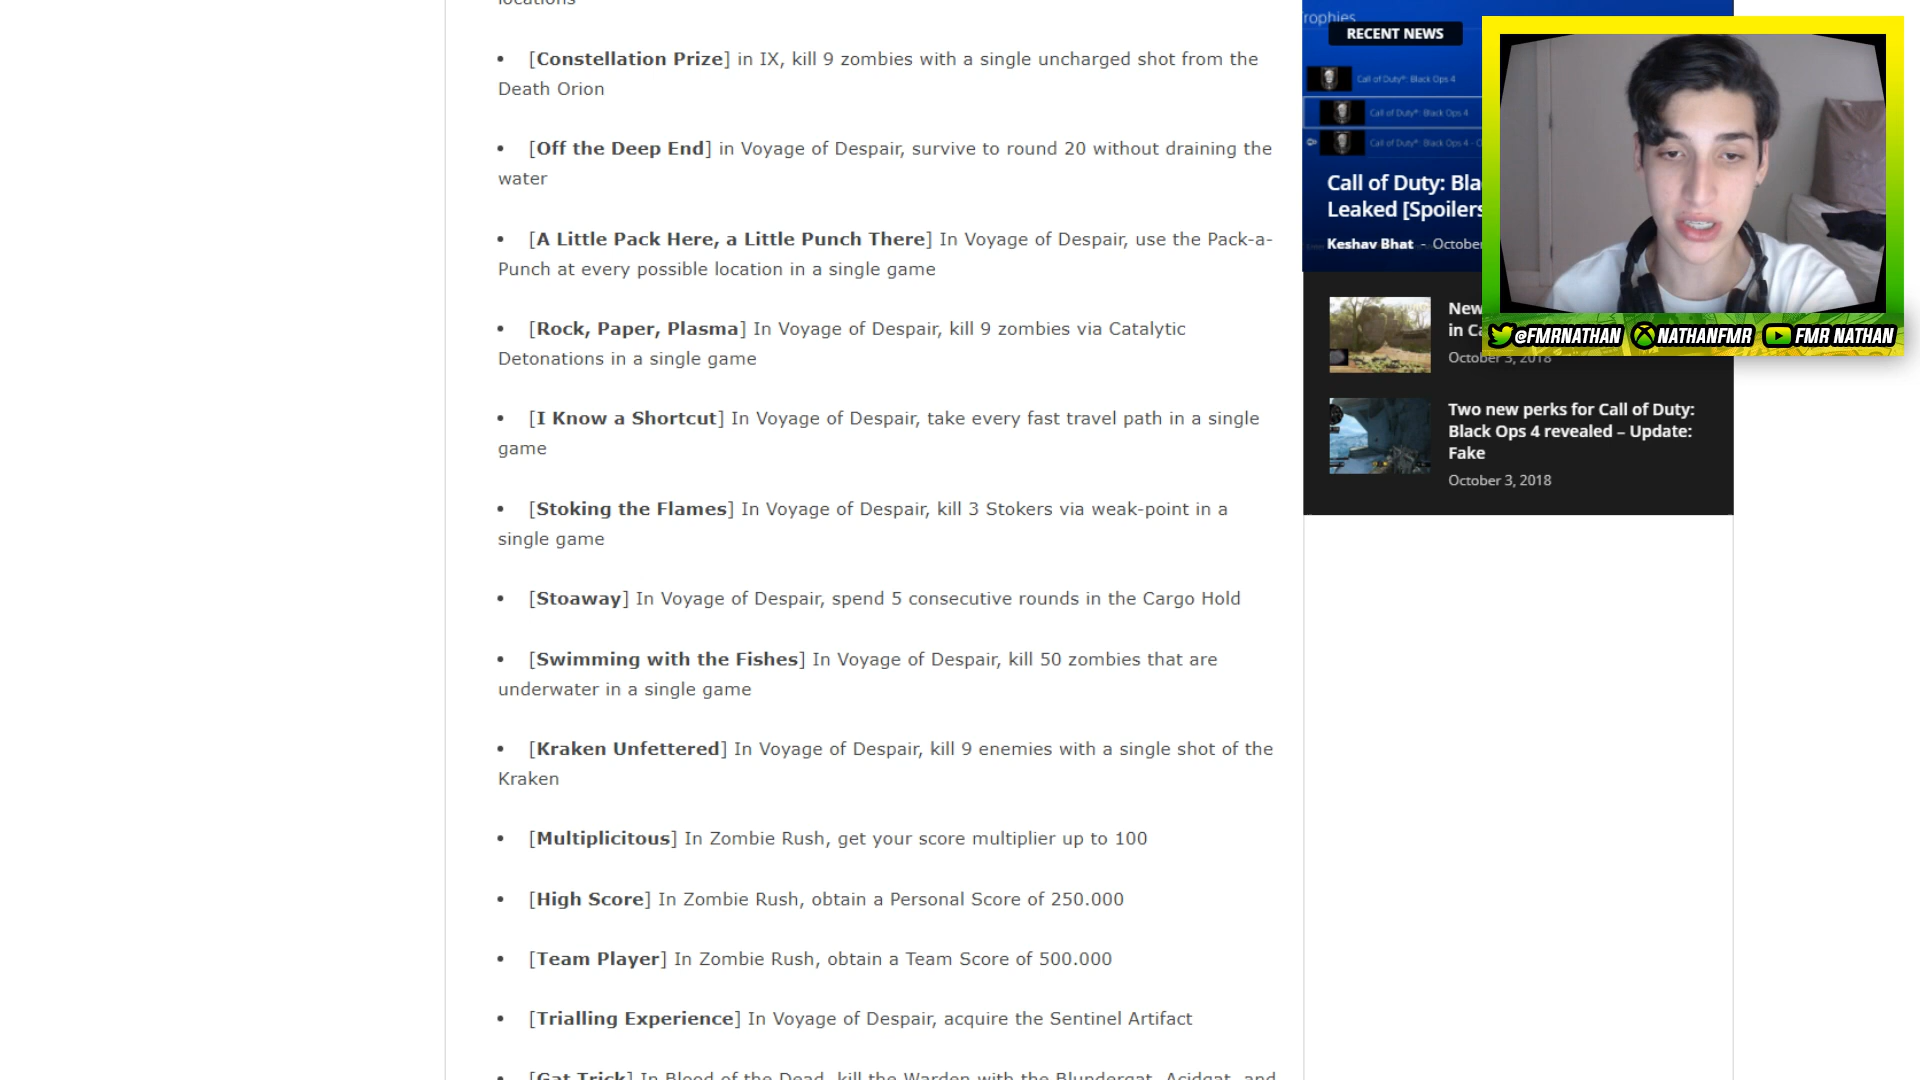 locations
• [Constellation Prize] in IX, kill 9 zombies with a single uncharged shot from the
Death Orion
• [Off the Deep End] in Voyage of Despair, survive to round 20 without draining the
water
• [A Little Pack Here, a Little Punch There] In Voyage of Despair, use the Pack-a-
Punch at every possible location in a single game
• [Rock, Paper, Plasma] In Voyage of Despair, kill 9 zombies via Catalytic
Detonations in a single game
• [I Know a Shortcut] In Voyage of Despair, take every fast travel path in a single
game
• [Stoking the Flames] In Voyage of Despair, kill 3 Stokers via weak-point in a
single game
• [Stoaway] In Voyage of Despair, spend 5 consecutive rounds in the Cargo Hold
• [Swimming with the Fishes] In Voyage of Despair, kill 50 zombies that are
underwater in a single game
• [Kraken Unfettered] In Voyage of Despair, kill 9 enemies with a single shot of the
Kraken
• [Multiplicitous] In Zombie Rush, get your score multiplier up to 100
• [High Score] In Zombie Rush, obtain a Personal Score of 250.000
• [Team Player] In Zombie Rush, obtain a Team Score of 500.000
• [Trialling Experience] In Voyage of Despair, acquire the Sentinel Artifact
• [Gat Trick] In Blood of the Dead, kill the Warden with the Blundergat, Acidgat, and
rophies
RECENT NEWS
Call of Duty®: Black Ops 4
Call of Duty®: Black Ops 4
Call of Duty®: Black Ops 4 - C
Call of Duty: Bla
Leaked [Spoilers
Keshav Bhat - Octobe
New
in Ca
October 3, 2018
Two new perks for Call of Duty:
Black Ops 4 revealed – Update:
Fake
October 3, 2018
@FMRNATHAN NATHANFMR FMR NATHAN